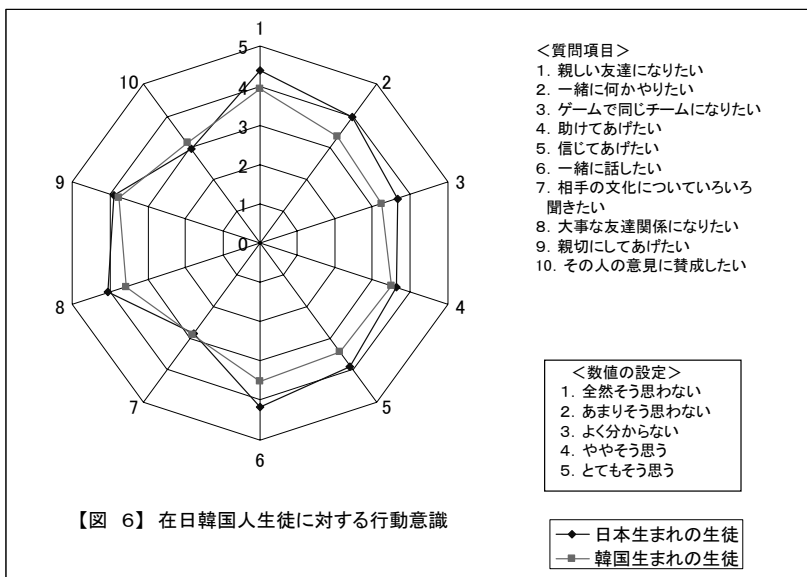 1
2
3
4
5
6
7
8
9
10
5
4
3
2
1
0
＜質問項目＞
1. 親しい友達になりたい
2. 一緒に何かやりたい
3. ゲームで同じチームになりたい
4. 助けてあげたい
5. 信じてあげたい
6. 一緒に話したい
7. 相手の文化についていろいろ
聞きたい
8. 大事な友達関係になりたい
9. 親切にしてあげたい
10. その人の意見に賛成したい
＜数値の設定＞
1. 全然そう思わない
2. あまりそう思わない
3. よく分からない
4. ややそう思う
5. とてもそう思う
【図 6】 在日韓国人生徒に対する行動意識
日本生まれの生徒
韓国生まれの生徒